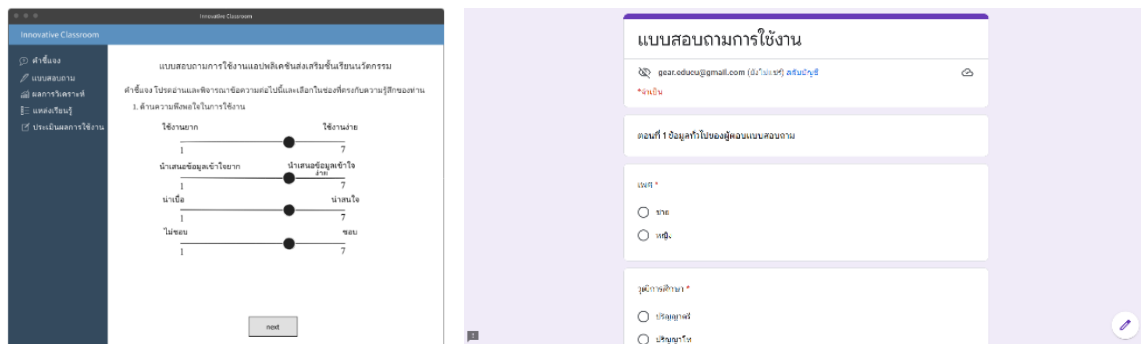 Innovative Classroom
Innovative Classroom
คำชี้แจง
แบบสอบถาม
ผลการวิเคราะห์
แหล่งเรียนรู้
ประเมินผลการใช้งาน
แบบสอบถามการใช้งานแอปพลิเคชันส่งเสริมชั้นเรียนนวัตกรรม
คำชี้แจง โปรดอ่านและพิจารณาข้อความต่อไปนี้และเลือกในช่องที่ตรงกับความรู้สึกของท่าน
1. ด้านความพึงพอใจในการใช้งาน
ใช้งานยาก ใช้งานง่าย
1 7
นำเสนอข้อมูลเข้าใจยาก นำเสนอข้อมูลเข้าใจ
ง่าย
1 7
น่าเบื่อ น่าสนใจ
1 7
ไม่ชอบ ชอบ
1 7
next
แบบสอบถามการใช้งาน
gear.educu@gmail.com (ยังไม่แชร์) สลับบัญชี
*จำเป็น
ตอนที่ 1 ข้อมูลทั่วไปของผู้ตอบแบบสอบถาม
เพศ *
ชาย
หญิง
วุฒิการศึกษา *
ปริญญาตรี
ปริญญาโท